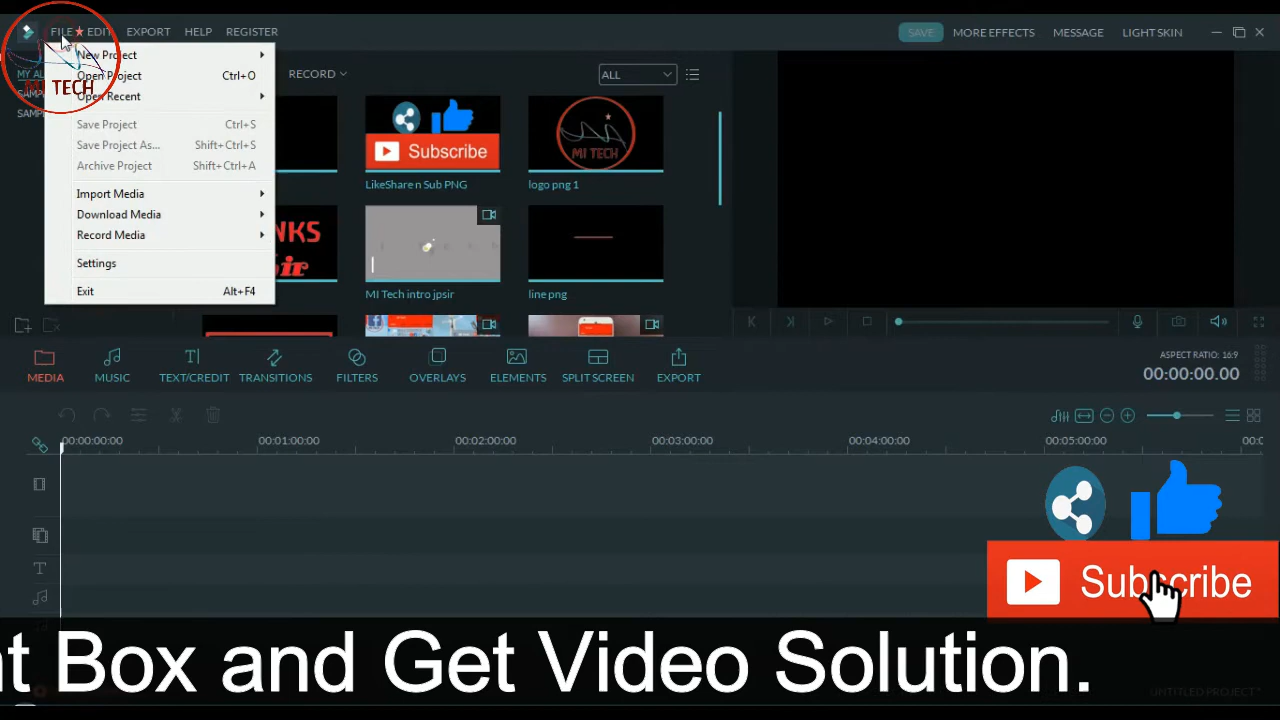 FILE EDIT EXPORT HELP REGISTER
SAVE MORE EFFECTS MESSAGE LIGHT SKIN
New Project
Open Project Ctrl+O
Open Recent
Save Project Ctrl+S
Save Project As... Shift+Ctrl+S
Archive Project Shift+Ctrl+A
Import Media
Download Media
Record Media
Settings
Exit Alt+F4
MI TECH
RECORD
ALL
Subscribe
MI TECH
LikeShare n Sub PNG
logo png 1
MI Tech intro jpsir
line png
MEDIA MUSIC TEXT/CREDIT TRANSITIONS FILTERS OVERLAYS ELEMENTS SPLIT SCREEN EXPORT
ASPECT RATIO: 16:9
00:00:00.00
00:00:00:00 00:01:00:00 00:02:00:00 00:03:00:00 00:04:00:00 00:05:00:00
Subscribe
Box and Get Video Solution.
UNTITLED PROJECT*